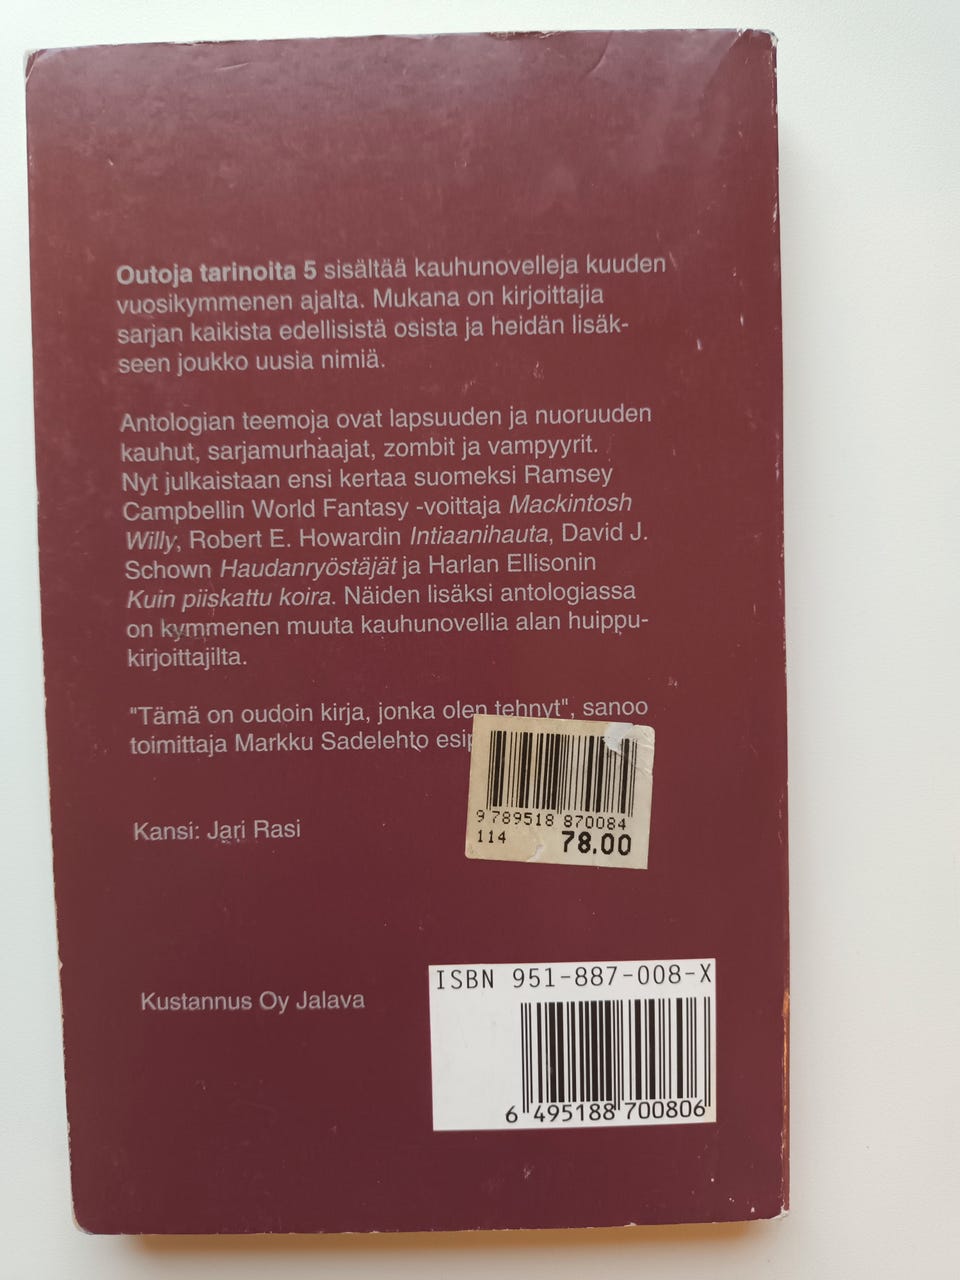 Outoja tarinoita 5 sisältää kauhunovelleja kuuden
vuosikymmenen ajalta. Mukana on kirjoittajia
sarjan kaikista edellisistä osista ja heidän lisäk-
seen joukko uusia nimiä.
Antologian teemoja ovat lapsuuden ja nuoruuden
kauhut, sarjamurhaajat, zombit ja vampyyrit.
Nyt julkaistaan ensi kertaa suomeksi Ramsey
Campbellin World Fantasy -voittaja Mackintosh
Willy, Robert E. Howardin Intiaanihauta, David J.
Schown Haudanryöstäjät ja Harlan Ellisonin
Kuin piiskattu koira. Näiden lisäksi antologiassa
on kymmenen muuta kauhunovellia alan huippu-
kirjoittajilta.
"Tämä on oudoin kirja, jonka olen tehnyt", sanoo
toimittaja Markku Sadelehto
9 789518 870084
114 78.00
Kansi: Jari Rasi
Kustannus Oy Jalava
ISBN 951-887-008-X
6 495188 700806